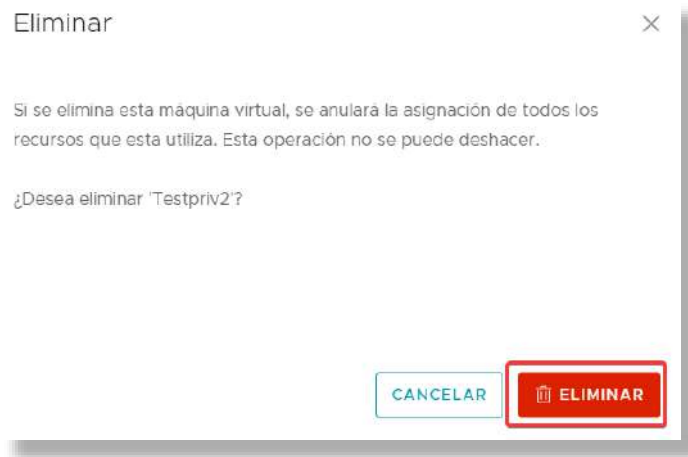 Eliminar
Si se elimina esta máquina virtual, se anulará la asignación de todos los
recursos que esta utiliza. Esta operación no se puede deshacer.
¿Desea eliminar 'Testpriv2'?
CANCELAR
ELIMINAR